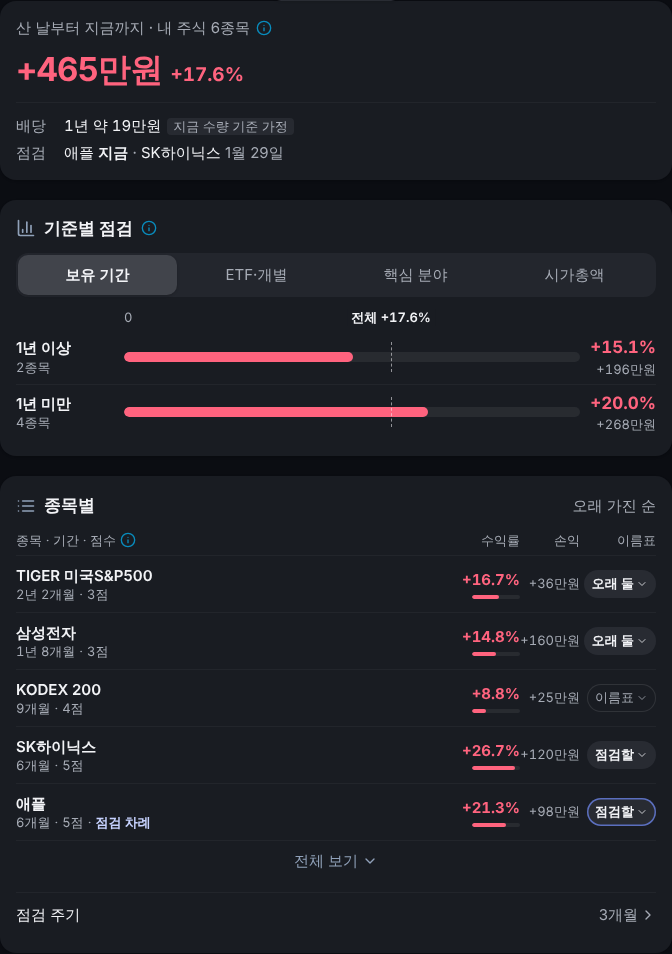 산 날부터 지금까지 · 내 주식 6종목
+465만원 +17.6%
배당 1년 약 19만원 지금 수량 기준 가정
점검 애플 지금 · SK하이닉스 1월 29일
기준별 점검
보유 기간 ETF·개별 핵심 분야 시가총액
0 전체 +17.6%
1년 이상 +15.1%
2종목 +196만원
1년 미만 +20.0%
4종목 +268만원
종목별 오래 가진 순
종목 · 기간 · 점수 수익률 손익 이름표
TIGER 미국S&P500 +16.7% +36만원 오래 둘
2년 2개월 · 3점
삼성전자 +14.8% +160만원 오래 둘
1년 8개월 · 3점
KODEX 200 +8.8% +25만원 이름표
9개월 · 4점
SK하이닉스 +26.7% +120만원 점검할
6개월 · 5점
애플 +21.3% +98만원 점검할
6개월 · 5점 · 점검 차례
전체 보기
점검 주기 3개월